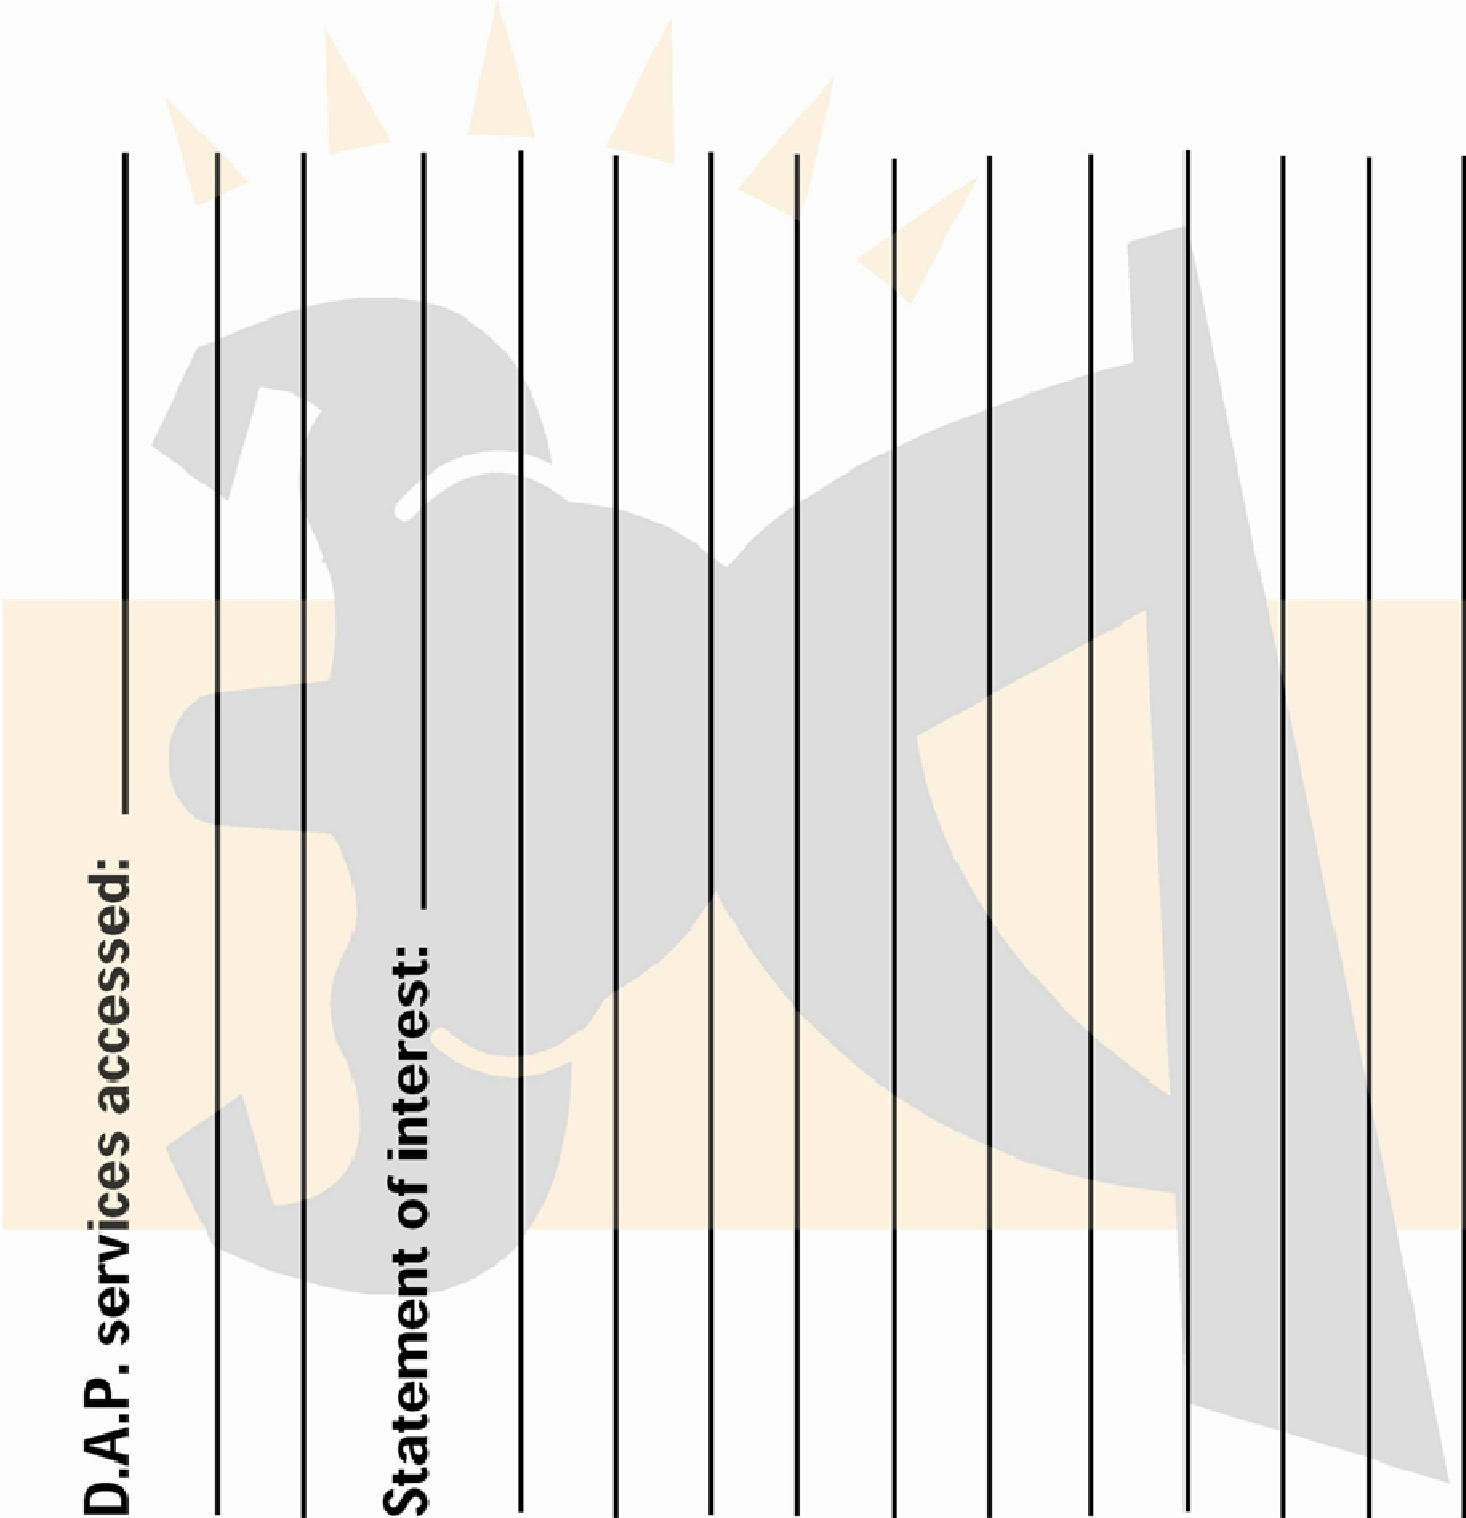 D.A.P. services accessed:
Statement of interest: